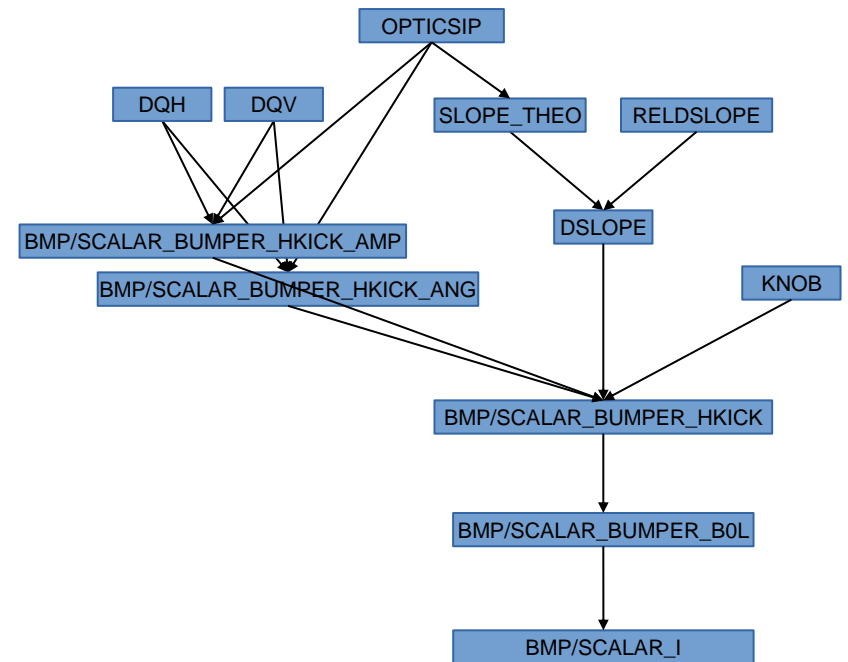 OPTICSIP
DQH
DQV
SLOPE_THEO
RELDSLOPE
DSLOPE
BMP/SCALAR_BUMPER_HKICK_AMP
BMP/SCALAR_BUMPER_HKICK_ANG
KNOB
BMP/SCALAR_BUMPER_HKICK
BMP/SCALAR_BUMPER_B0L
BMP/SCALAR_I